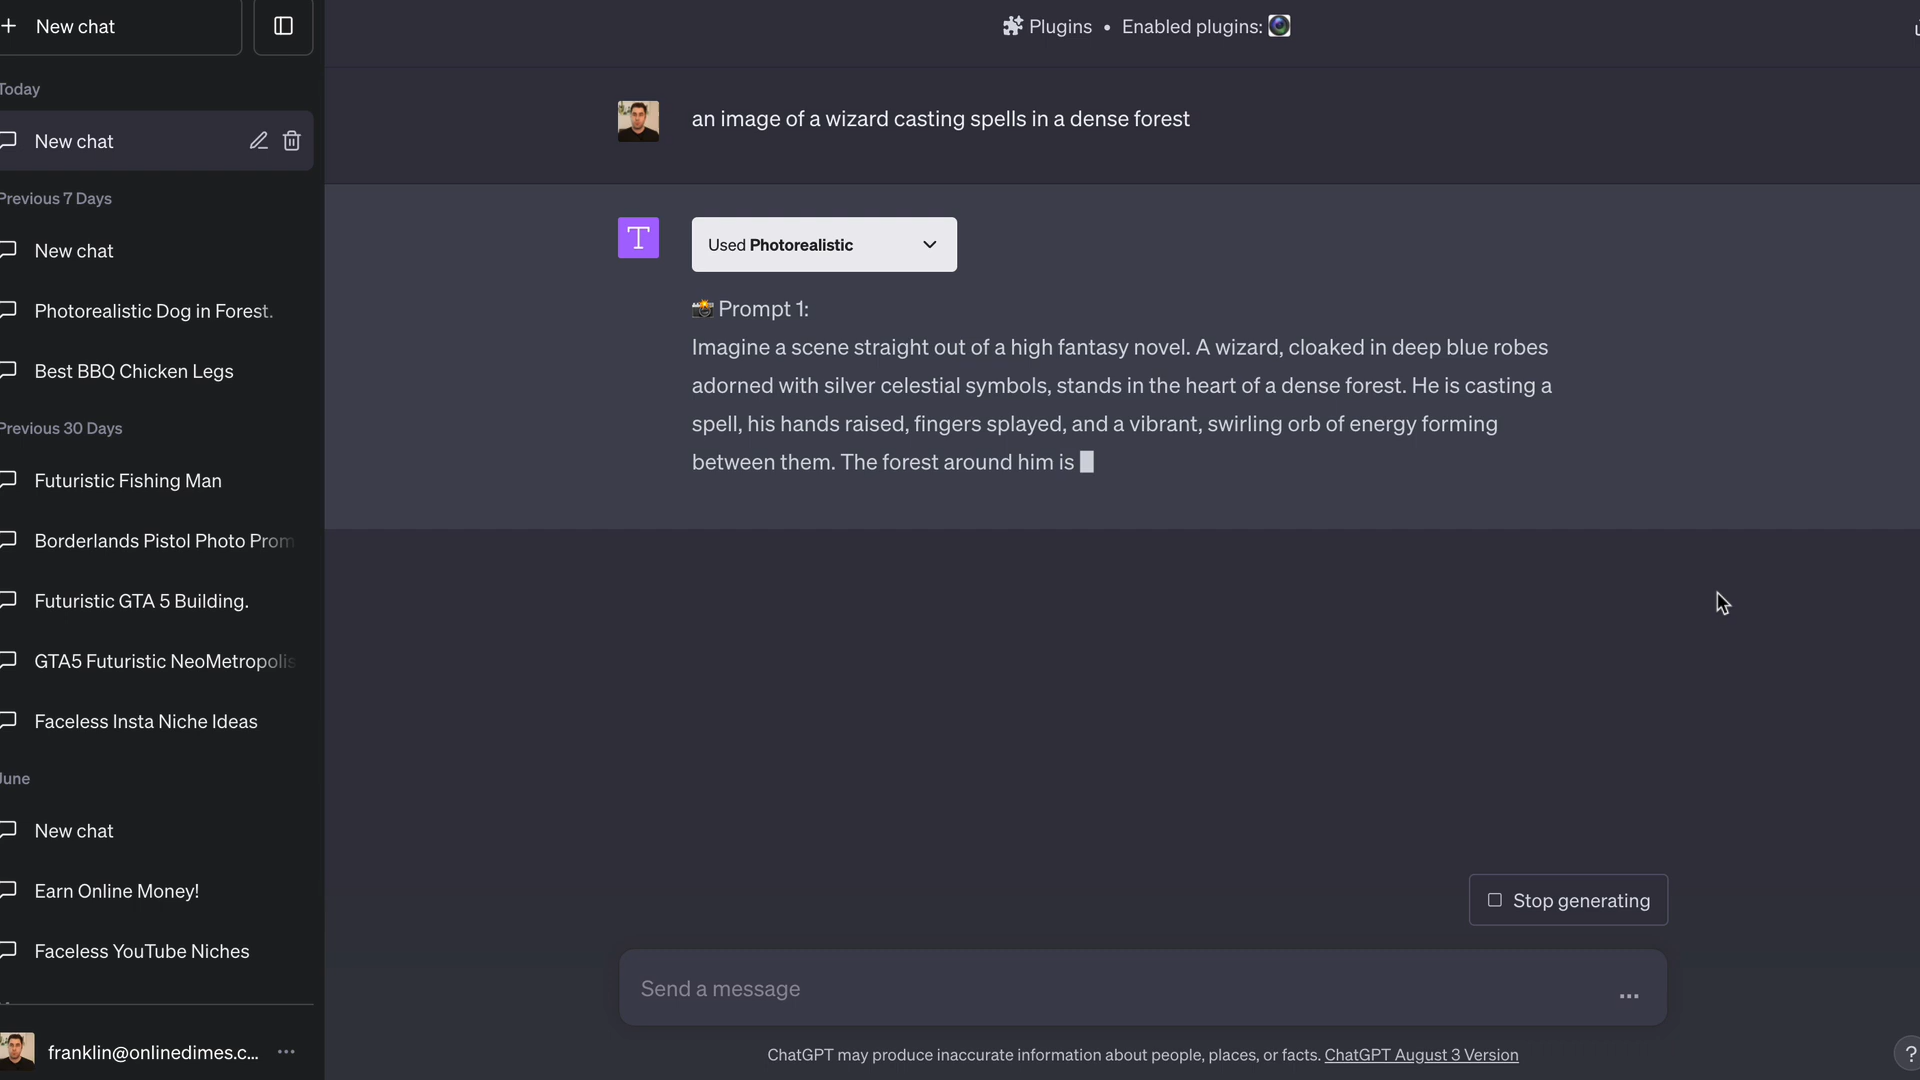 New chat
Today
New chat
Previous 7 Days
New chat
Photorealistic Dog in Forest.
Best BBQ Chicken Legs
Previous 30 Days
Futuristic Fishing Man
Borderlands Pistol Photo Prom
Futuristic GTA 5 Building.
GTA5 Futuristic NeoMetropolis
Faceless Insta Niche Ideas
June
New chat
Earn Online Money!
Faceless YouTube Niches
franklin@onlinedimes.c... ...
Plugins • Enabled plugins:
an image of a wizard casting spells in a dense forest
T
Used Photorealistic
Prompt 1:
Imagine a scene straight out of a high fantasy novel. A wizard, cloaked in deep blue robes
adorned with silver celestial symbols, stands in the heart of a dense forest. He is casting a
spell, his hands raised, fingers splayed, and a vibrant, swirling orb of energy forming
between them. The forest around him is
Stop generating
Send a message
ChatGPT may produce inaccurate information about people, places, or facts. ChatGPT August 3 Version
?